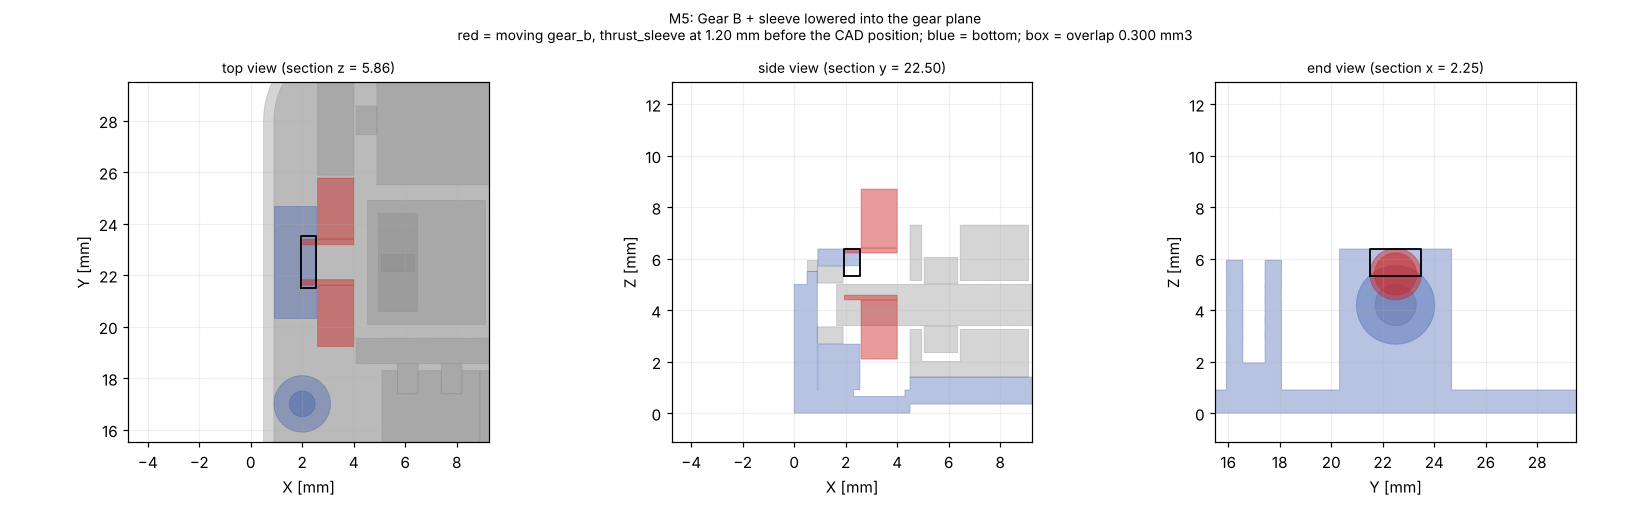 M5: Gear B + sleeve lowered into the gear plane
red = moving gear_b, thrust_sleeve at 1.20 mm before the CAD position; blue = bottom; box = overlap 0.300 mm3
top view (section z = 5.86)
28
26
24
22
20
18
16
Y [mm]
−4 −2 0 2 4 6 8
X [mm]
side view (section y = 22.50)
12
10
8
6
4
2
0
Z [mm]
−4 −2 0 2 4 6 8
X [mm]
end view (section x = 2.25)
12
10
8
6
4
2
0
Z [mm]
16 18 20 22 24 26 28
Y [mm]